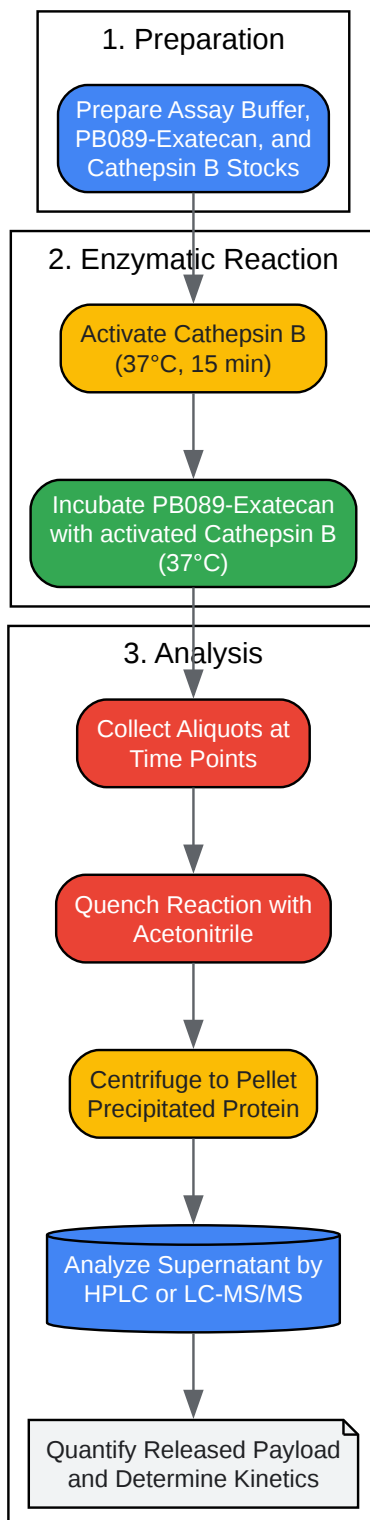 1. Preparation
Prepare Assay Buffer,
PB089-Exatecan, and
Cathepsin B Stocks
2. Enzymatic Reaction
Activate Cathepsin B
(37°C, 15 min)
Incubate PB089-Exatecan
with activated Cathepsin B
(37°C)
3. Analysis
Collect Aliquots at
Time Points
Quench Reaction with
Acetonitrile
Centrifuge to Pellet
Precipitated Protein
Analyze Supernatant by
HPLC or LC-MS/MS
Quantify Released Payload
and Determine Kinetics